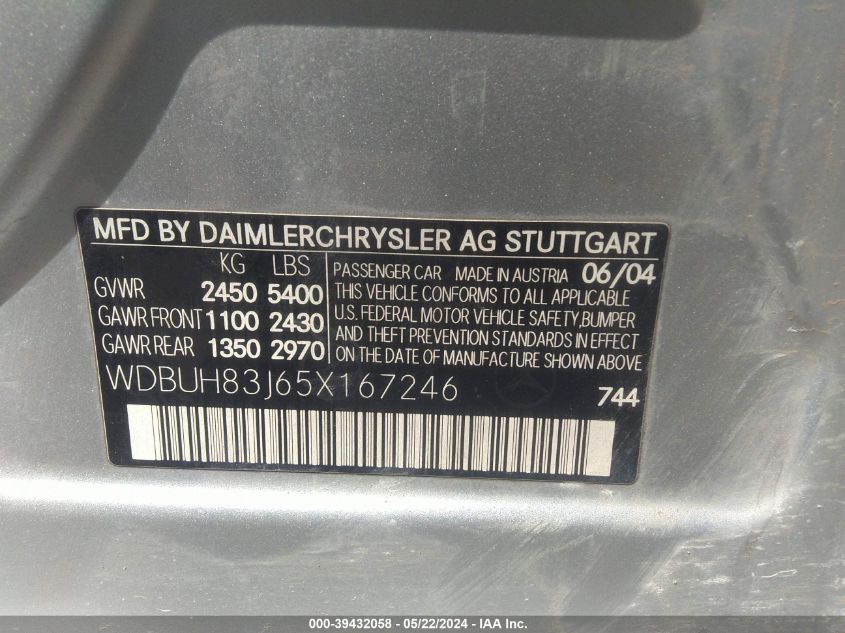 MFD BY DAIMLERCHRYSLER AG STUTTGART
KG LBS
GVWR 2450 5400
GAWR FRONT 1100 2430
GAWR REAR 1350 2970
PASSENGER CAR MADE IN AUSTRIA 06/04
THIS VEHICLE CONFORMS TO ALL APPLICABLE
U.S. FEDERAL MOTOR VEHICLE SAFETY, BUMPER
AND THEFT PREVENTION STANDARDS IN EFFECT
ON THE DATE OF MANUFACTURE SHOWN ABOVE
WDBUH83J65X167246
744
000-39432058 - 05/22/2024 - IAA Inc.